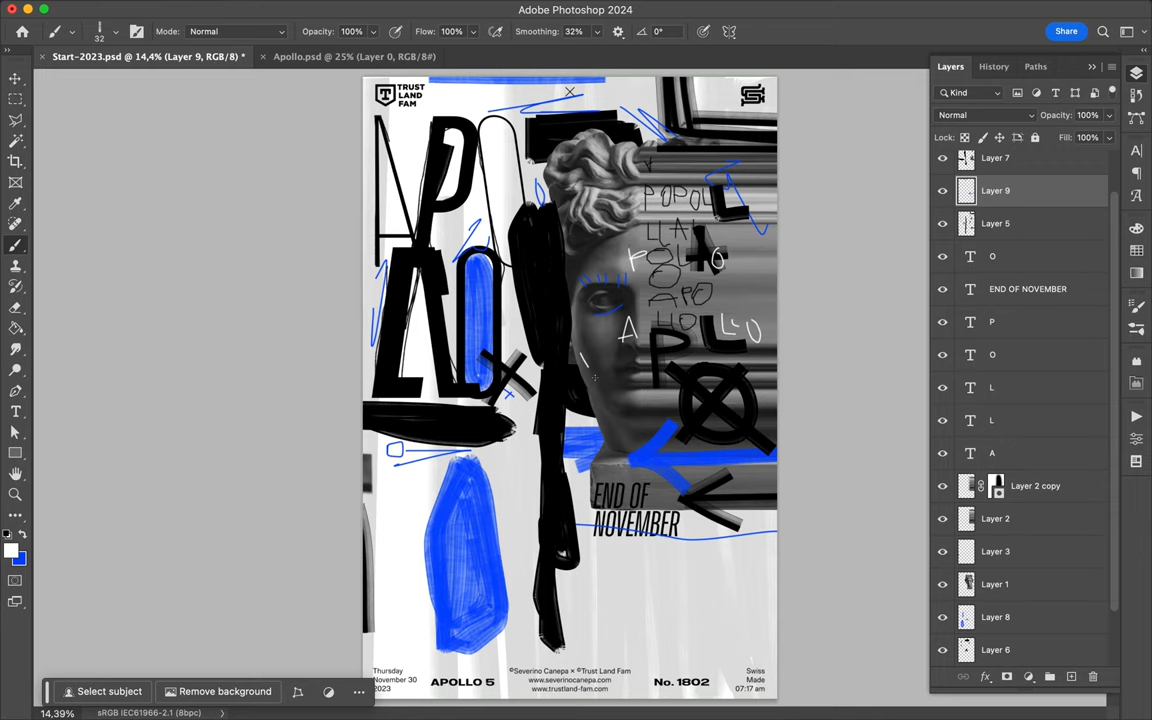 Adobe Photoshop 2024
32
Mode: Normal
Opacity: 100%
Flow: 100%
Smoothing: 32%
0°
Share
Start-2023.psd @ 14,4% (Layer 9, RGB/8) *
Apollo.psd @ 25% (Layer 0, RGB/8#)
Layers
History
Paths
Kind
Normal
Opacity: 100%
Lock:
Fill: 100%
Layer 7
Layer 9
Layer 5
O
END OF NOVEMBER
P
O
L
L
A
Layer 2 copy
Layer 2
Layer 3
Layer 1
Layer 8
Layer 6
TRUST
LAND
FAM
POPOL
APO
END OF
NOVEMBER
Thursday
November 30
2023
APOLLO 5
©Severino Canepa × ©Trust Land Fam
www.severinocanepa.com
www.trustland-fam.com
No. 1802
Swiss
Made
07:17 am
Select subject
Remove background
14,39%
sRGB IEC61966-2.1 (8bpc)